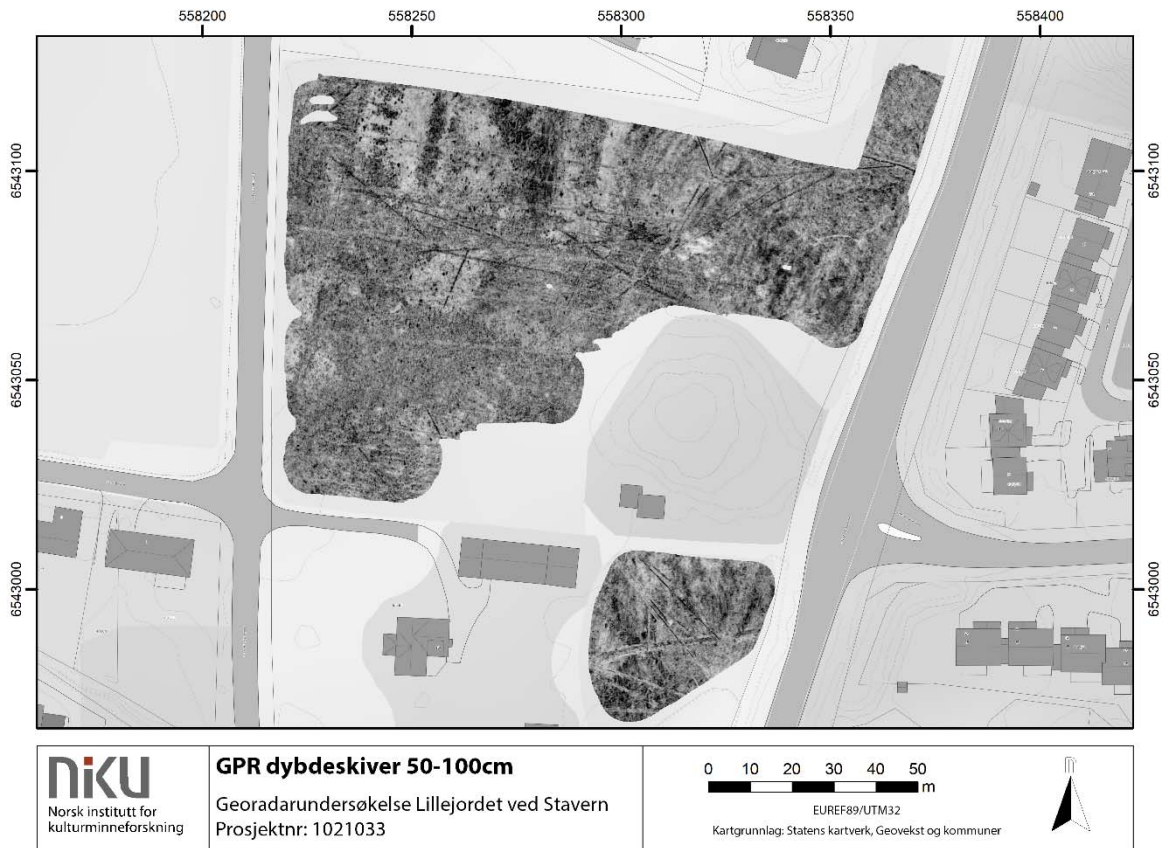 558200 558250 558300 558350 558400
6543100 6543100
6543050 6543050
6543000 6543000
niKU
Norsk institutt for
kulturminneforskning
GPR dybdeskiver 50-100cm
Georadarundersøkelse Lillejordet ved Stavern
Prosjektnr: 1021033
0 10 20 30 40 50
m
EUREF89/UTM32
Kartgrunnlag: Statens kartverk, Geovekst og kommuner